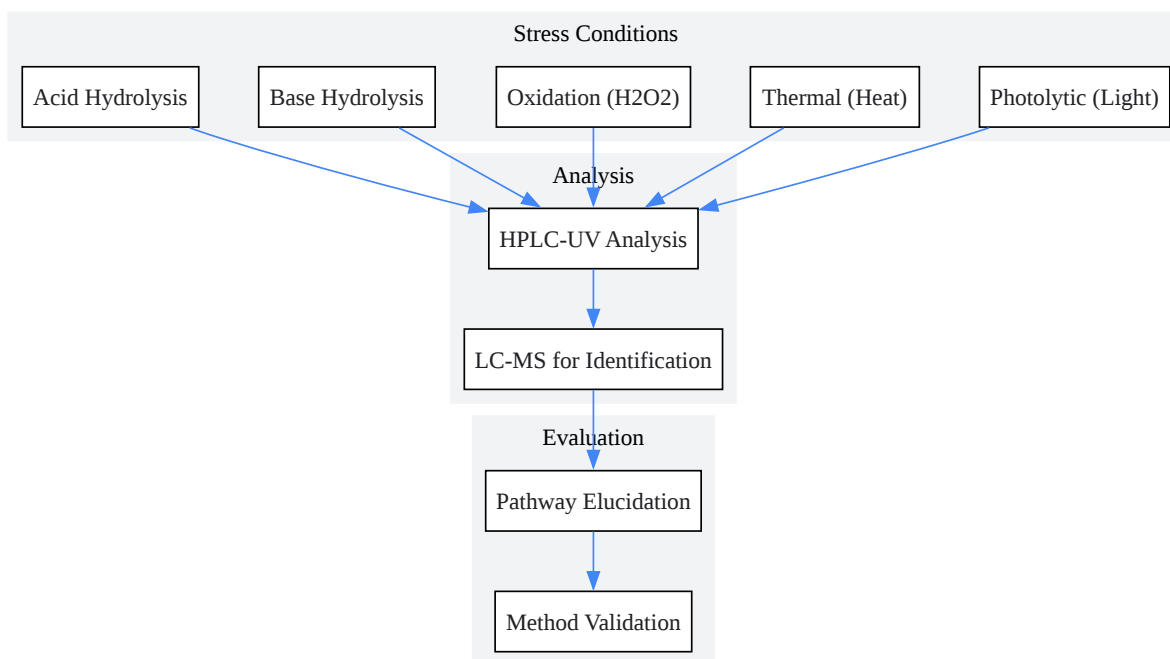 Stress Conditions
Acid Hydrolysis
Base Hydrolysis
Oxidation (H2O2)
Thermal (Heat)
Photolytic (Light)
Analysis
HPLC-UV Analysis
LC-MS for Identification
Evaluation
Pathway Elucidation
Method Validation